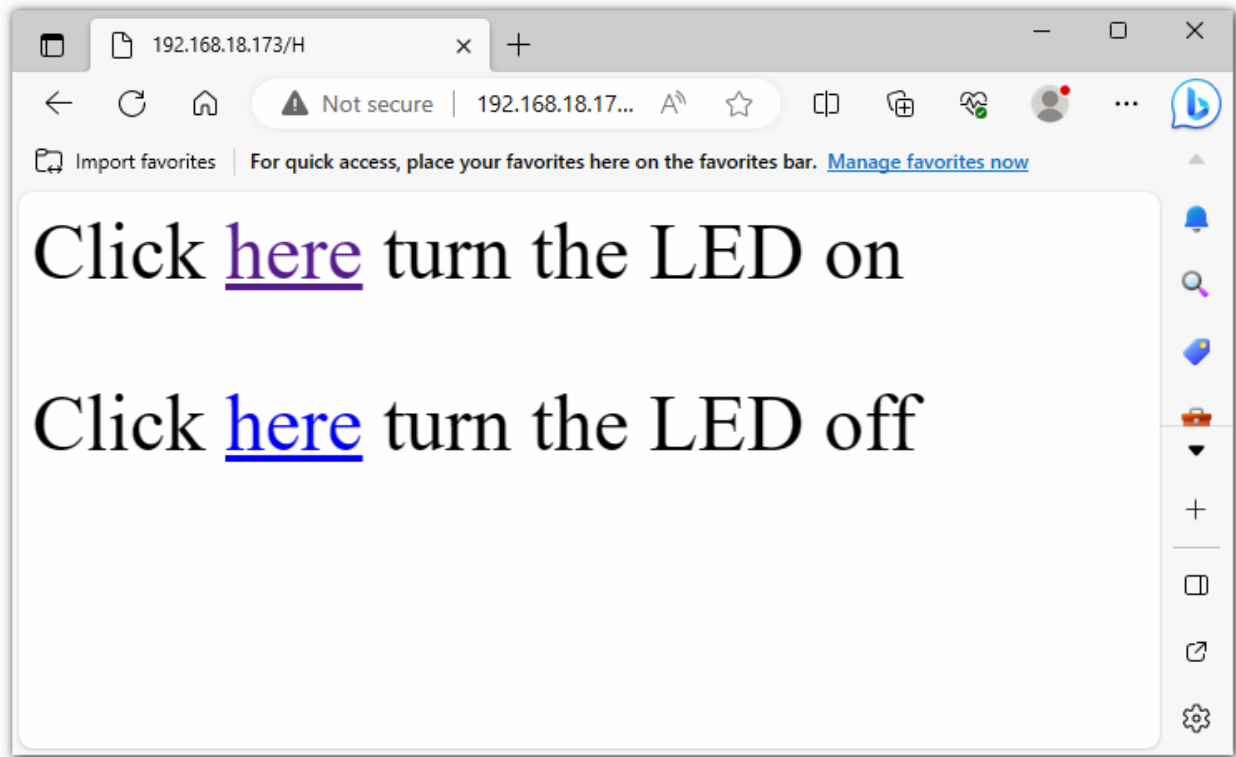 192.168.18.173/H
Not secure | 192.168.18.17...
Import favorites For quick access, place your favorites here on the favorites bar. Manage favorites now
Click here turn the LED on
Click here turn the LED off